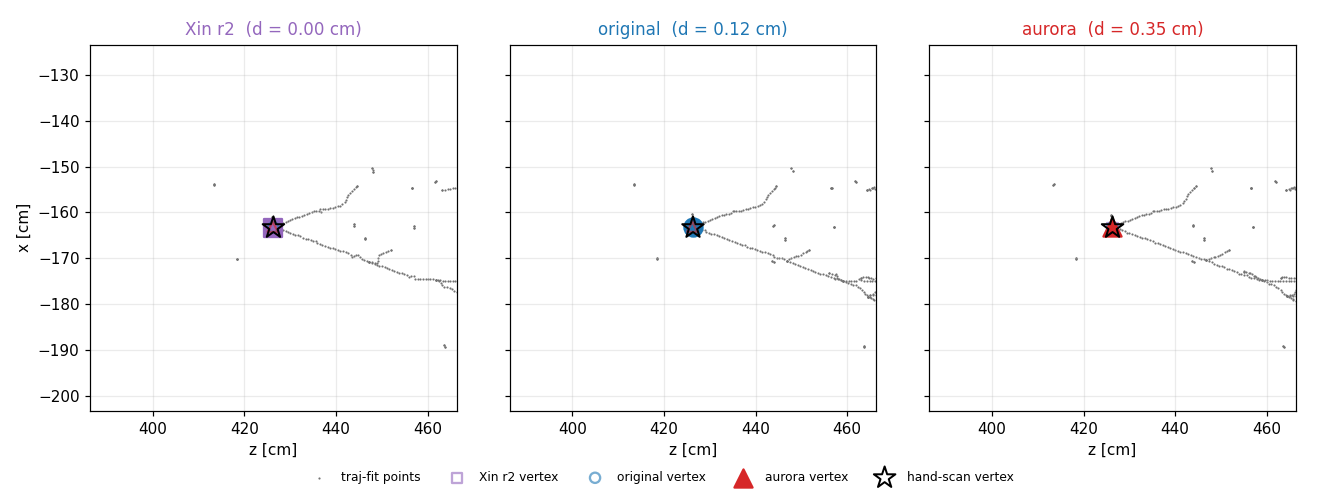 Xin r2  (d = 0.00 cm)
original  (d = 0.12 cm)
aurora  (d = 0.35 cm)
x [cm]
−130
−140
−150
−160
−170
−180
−190
−200
400 420 440 460
400 420 440 460
400 420 440 460
z [cm]
z [cm]
z [cm]
traj-fit points
Xin r2 vertex
original vertex
aurora vertex
hand-scan vertex